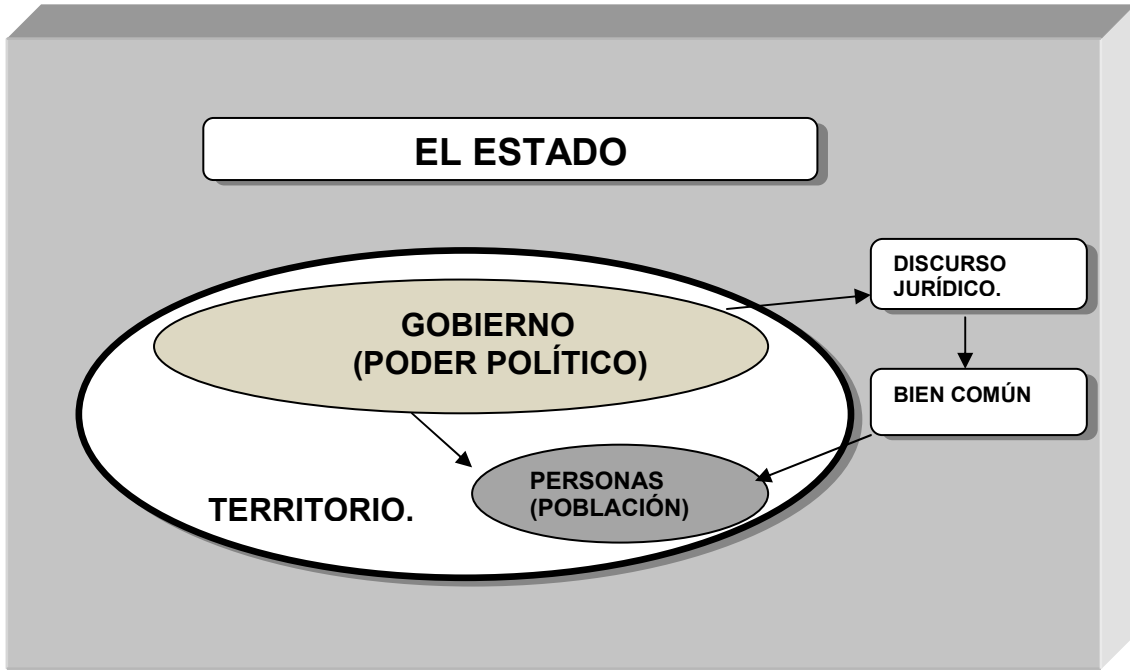 EL ESTADO
DISCURSO
JURÍDICO.
GOBIERNO
(PODER POLÍTICO)
BIEN COMÚN
PERSONAS
(POBLACIÓN)
TERRITORIO.